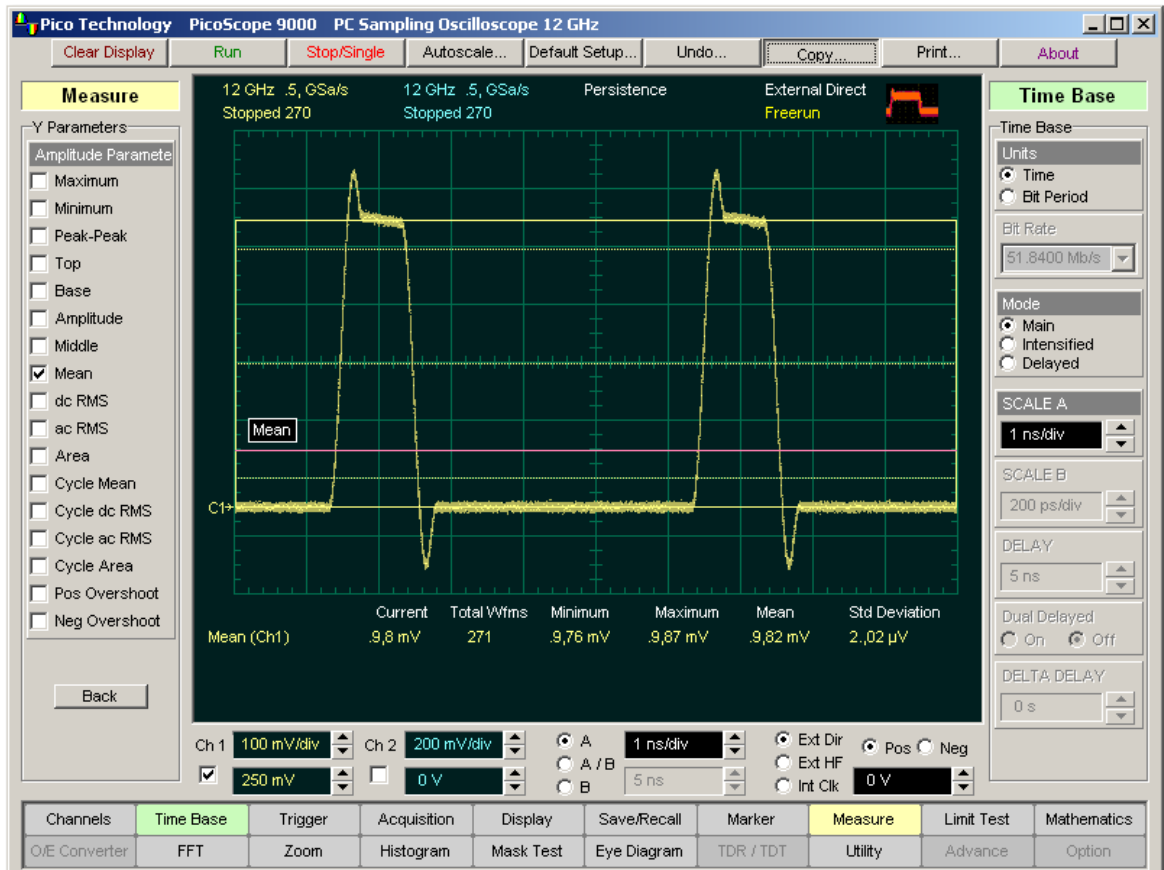 Pico Technology PicoScope 9000 PC Sampling Oscilloscope 12 GHz
Clear Display Run Stop/Single Autoscale... Default Setup... Undo... Copy... Print... About
Measure
Y Parameters
Amplitude Paramete
Maximum
Minimum
Peak-Peak
Top
Base
Amplitude
Middle
Mean
dc RMS
ac RMS
Area
Cycle Mean
Cycle dc RMS
Cycle ac RMS
Cycle Area
Pos Overshoot
Neg Overshoot
Back
12 GHz .5, GSa/s 12 GHz .5, GSa/s Persistence External Direct
Stopped 270 Stopped 270 Freerun
Mean
C1
Current Total Wfms Minimum Maximum Mean Std Deviation
Mean (Ch1) .9,8 mV 271 .9,76 mV .9,87 mV .9,82 mV 2.,02 µV
Time Base
Time Base
Units
Time
Bit Period
Bit Rate
51.8400 Mb/s
Mode
Main
Intensified
Delayed
SCALE A
1 ns/div
SCALE B
200 ps/div
DELAY
5 ns
Dual Delayed
On Off
DELTA DELAY
0 s
Ch 1 100 mV/div Ch 2 200 mV/div A 1 ns/div Ext Dir Pos Neg
A / B Ext HF
250 mV 0 V B 5 ns Int Clk 0 V
Channels Time Base Trigger Acquisition Display Save/Recall Marker Measure Limit Test Mathematics
O/E Converter FFT Zoom Histogram Mask Test Eye Diagram TDR / TDT Utility Advance Option